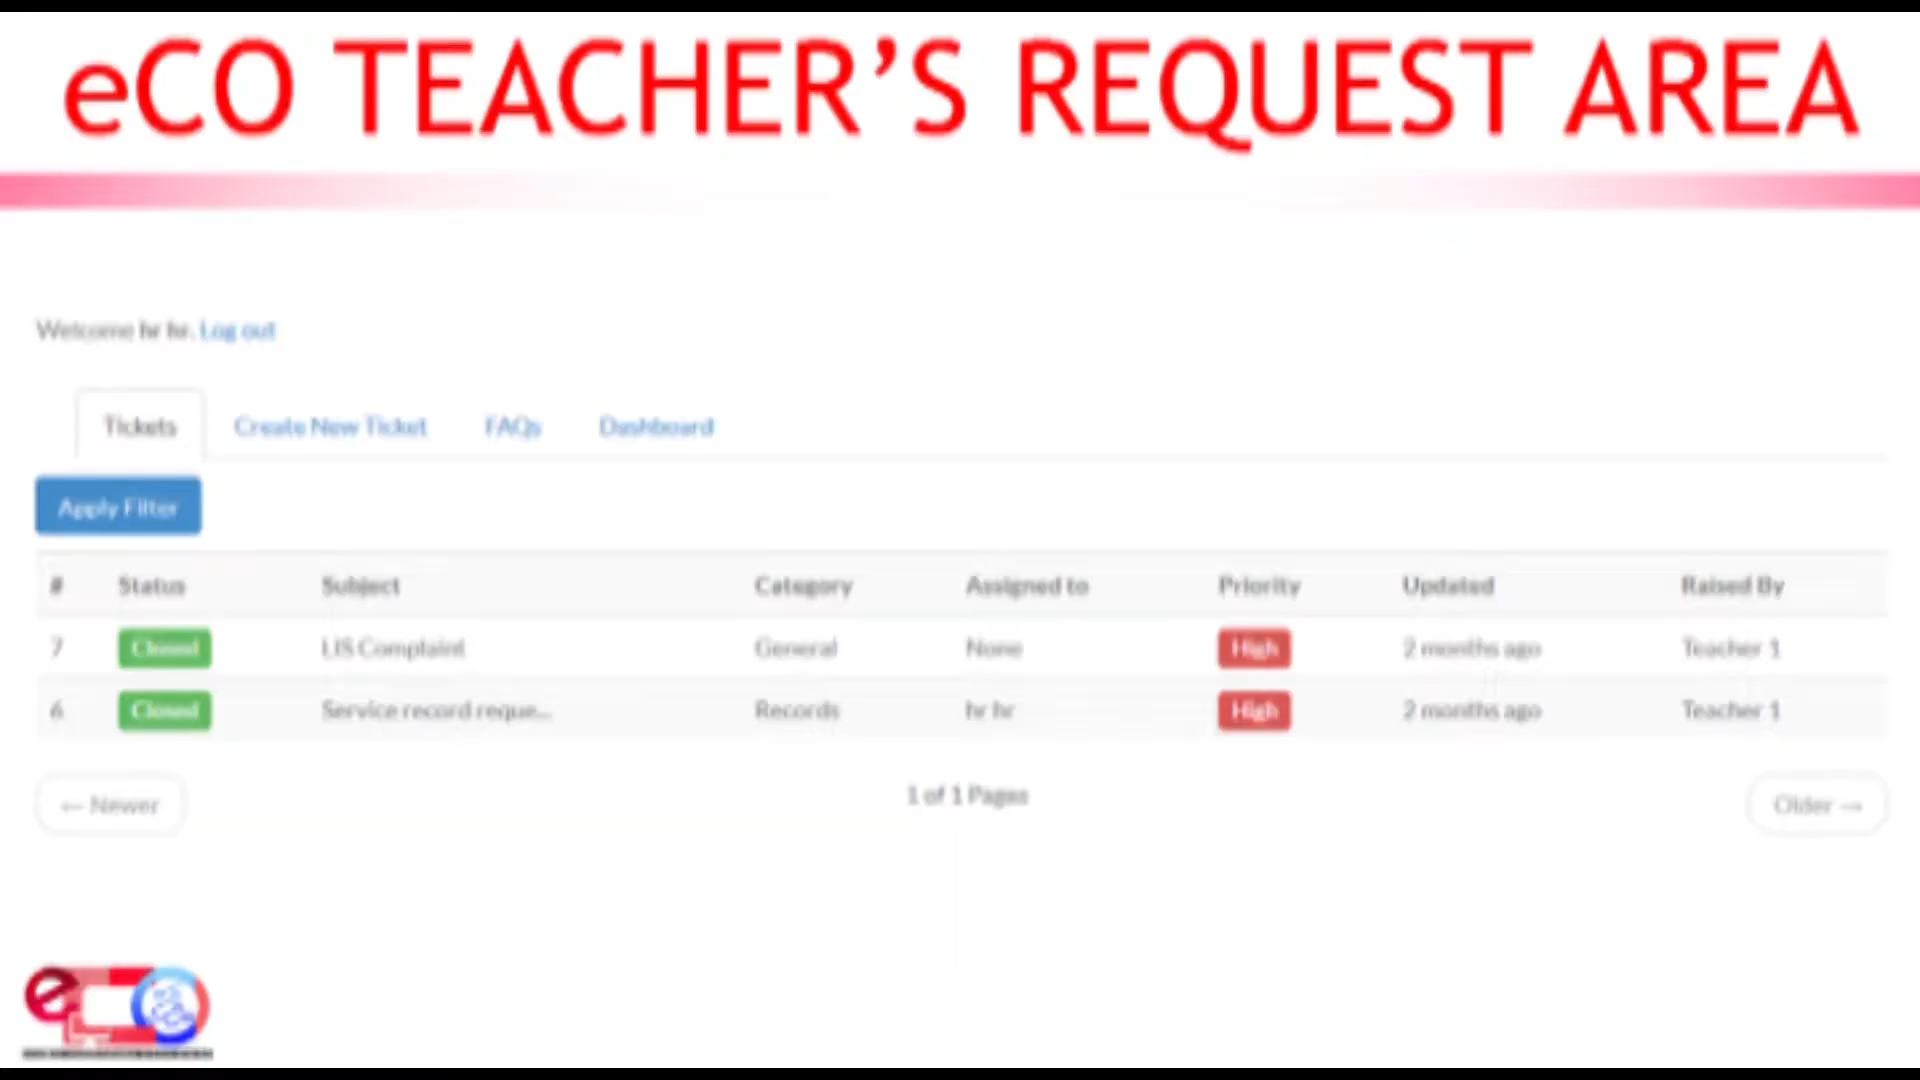 eCO TEACHER’S REQUEST AREA
Welcome hr hr. Log out
Tickets Create New Ticket FAQs Dashboard
Apply Filter
# Status Subject Category Assigned to Priority Updated Raised By
7 Closed LIS Complaint General None High 2 months ago Teacher 1
6 Closed Service record reque... Records hr hr High 2 months ago Teacher 1
← Newer 1 of 1 Pages Older →